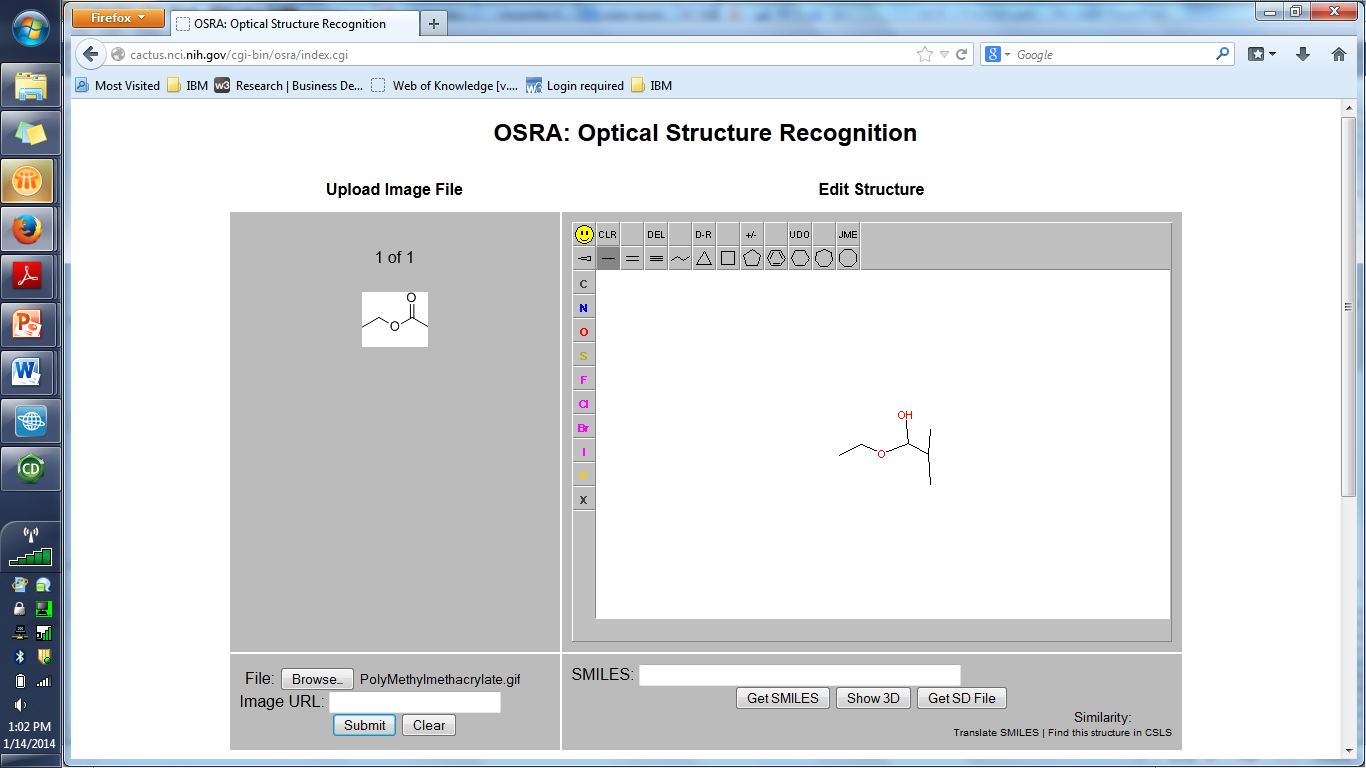 Firefox
OSRA: Optical Structure Recognition
cactus.nci.nih.gov/cgi-bin/osra/index.cgi
Google
Most Visited
IBM
Research | Business De...
Web of Knowledge [v....
Login required
IBM
OSRA: Optical Structure Recognition
Upload Image File
Edit Structure
1 of 1
O
O
CLR
DEL
D-R
+/-
UDO
JME
C
N
O
S
F
Cl
Br
I
P
X
OH
O
File:
Browse..
PolyMethylmethacrylate.gif
Image URL:
Submit
Clear
SMILES:
Get SMILES
Show 3D
Get SD File
Similarity:
Translate SMILES | Find this structure in CSLS
CD
1:02 PM
1/14/2014